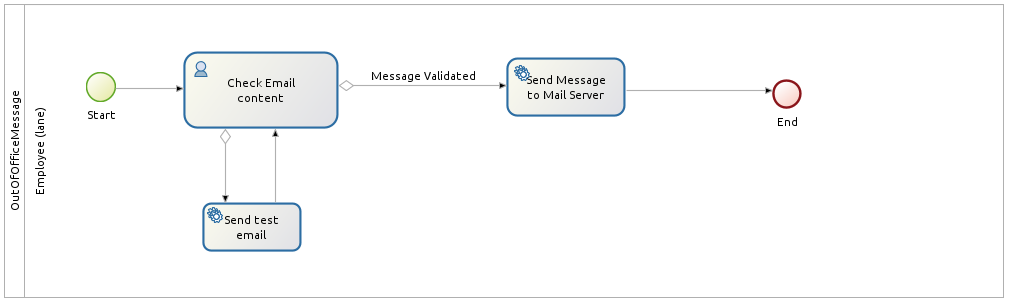 OutOfOfficeMessage
Employee (lane)
Start
Check Email
content
Message Validated
Send Message
to Mail Server
End
Send test
email